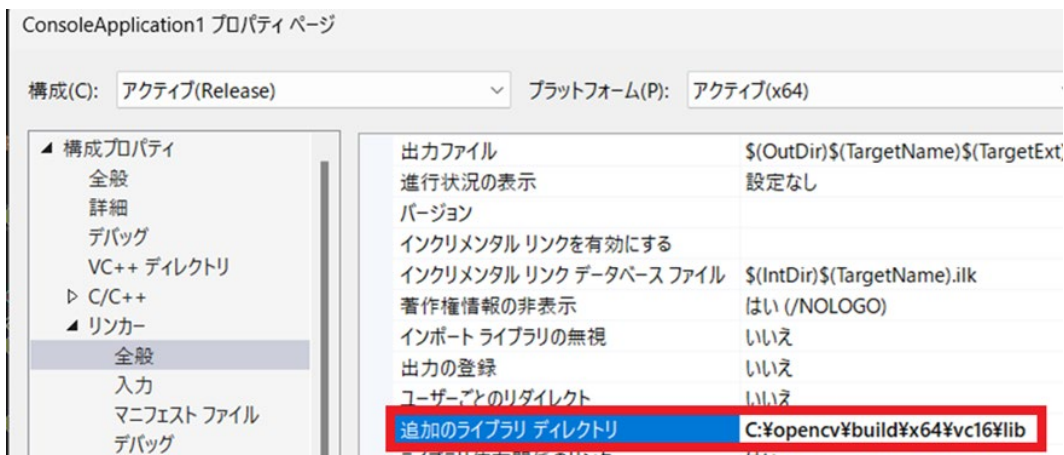 ConsoleApplication1 プロパティ ページ
構成(C): アクティブ(Release) プラットフォーム(P): アクティブ(x64)
構成プロパティ
全般
詳細
デバッグ
VC++ ディレクトリ
C/C++
リンカー
全般
入力
マニフェスト ファイル
デバッグ
出力ファイル $(OutDir)$(TargetName)$(TargetExt)
進行状況の表示 設定なし
バージョン
インクリメンタル リンクを有効にする
インクリメンタル リンク データベース ファイル $(IntDir)$(TargetName).ilk
著作権情報の非表示 はい (/NOLOGO)
インポート ライブラリの無視 いいえ
出力の登録 いいえ
ユーザーごとのリダイレクト いいえ
追加のライブラリ ディレクトリ C:¥opencv¥build¥x64¥vc16¥lib